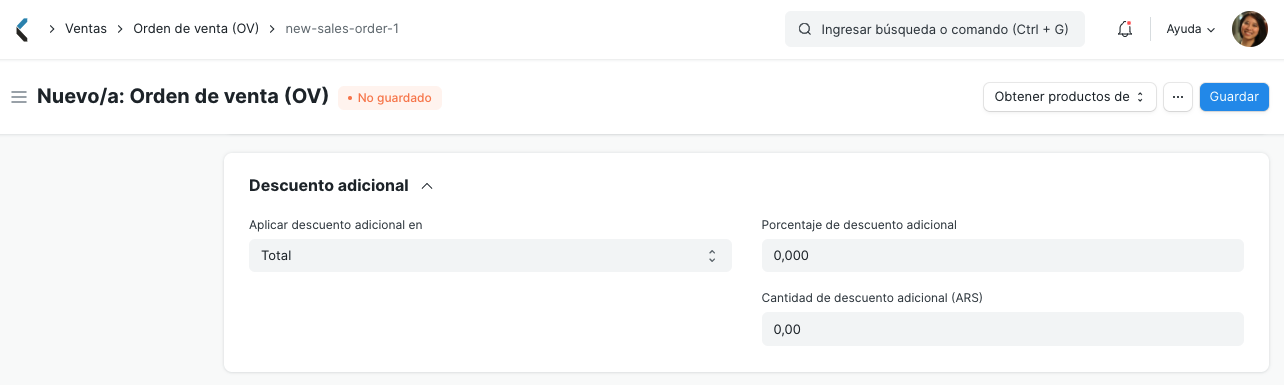 Ventas Orden de venta (OV) new-sales-order-1 Ingresar búsqueda o comando (Ctrl + G) Ayuda
Nuevo/a: Orden de venta (OV) • No guardado Obtener productos de ... Guardar
Descuento adicional
Aplicar descuento adicional en
Total
Porcentaje de descuento adicional
0,000
Cantidad de descuento adicional (ARS)
0,00